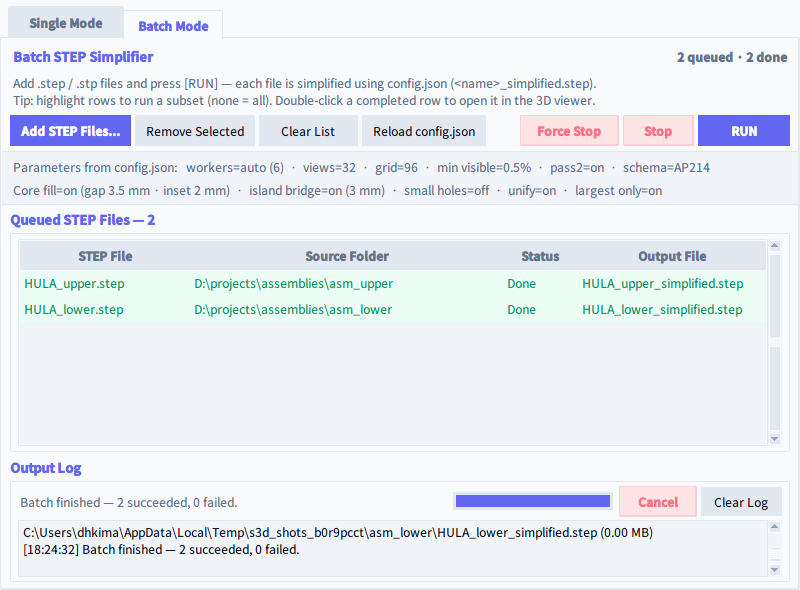 Single Mode
Batch Mode
Batch STEP Simplifier
2 queued · 2 done
Add .step / .stp files and press [RUN] — each file is simplified using config.json (<name>_simplified.step).
Tip: highlight rows to run a subset (none = all). Double-click a completed row to open it in the 3D viewer.
Add STEP Files... Remove Selected Clear List Reload config.json Force Stop Stop RUN
Parameters from config.json: workers=auto (6) · views=32 · grid=96 · min visible=0.5% · pass2=on · schema=AP214
Core fill=on (gap 3.5 mm · inset 2 mm) · island bridge=on (3 mm) · small holes=off · unify=on · largest only=on
Queued STEP Files — 2
STEP File Source Folder Status Output File
HULA_upper.step D:\projects\assemblies\asm_upper Done HULA_upper_simplified.step
HULA_lower.step D:\projects\assemblies\asm_lower Done HULA_lower_simplified.step
Output Log
Batch finished — 2 succeeded, 0 failed.
Cancel Clear Log
C:\Users\dhkima\AppData\Local\Temp\s3d_shots_b0r9pcct\asm_lower\HULA_lower_simplified.step (0.00 MB)
[18:24:32] Batch finished — 2 succeeded, 0 failed.